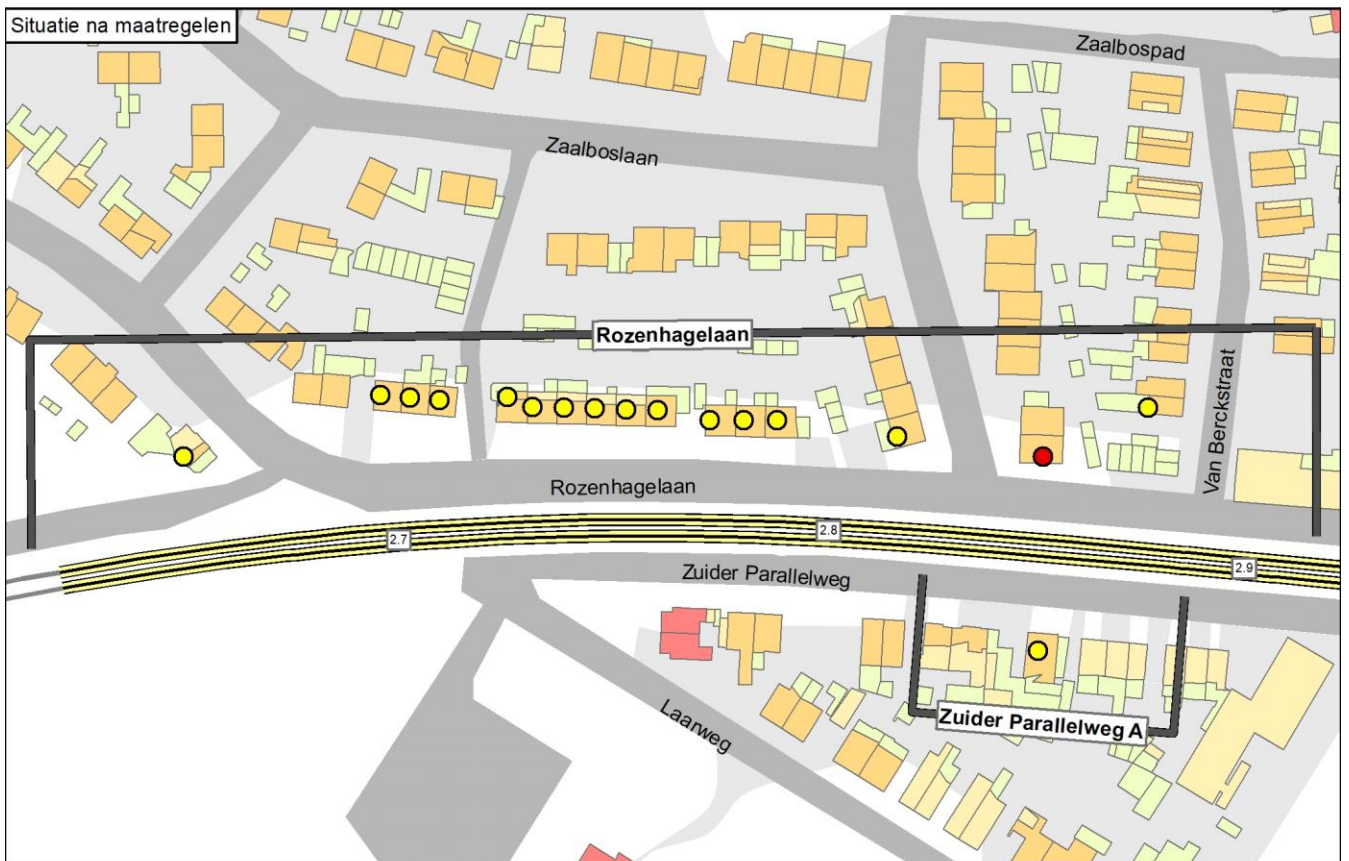 Situatie na maatregelen
Zaalbospad
Zaalboslaan
Rozenhagelaan
Van Berckstraat
Rozenhagelaan
2.7
2.8
2.9
Zuider Parallelweg
Laarweg
Zuider Parallelweg A